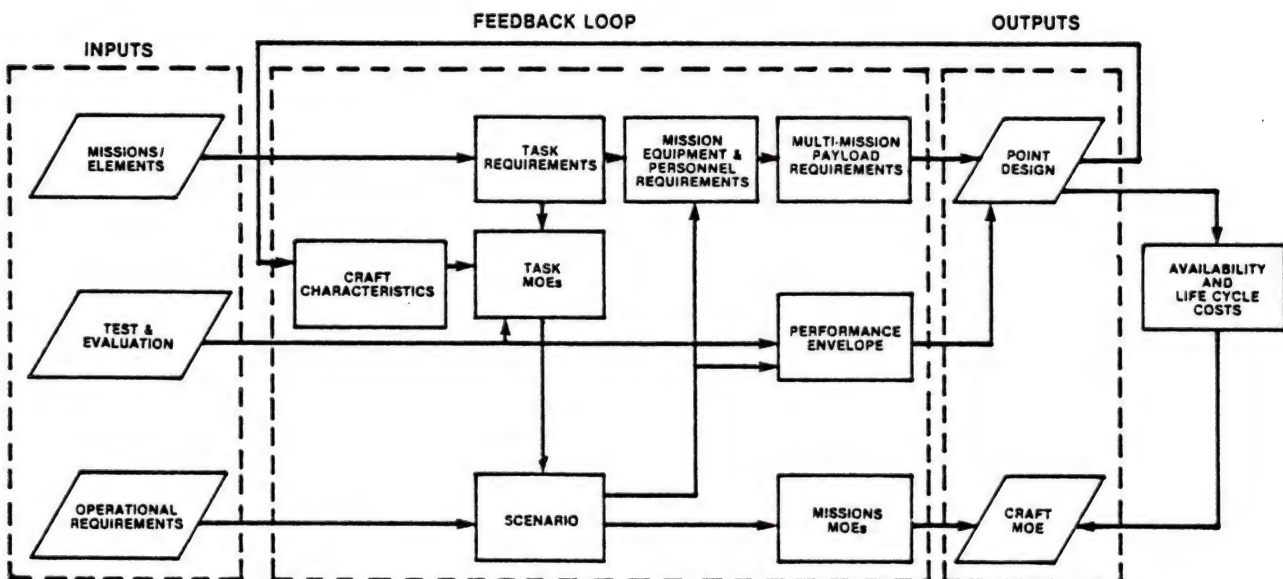 FEEDBACK LOOP
OUTPUTS
INPUTS
MISSIONS/
ELEMENTS
TASK
REQUIREMENTS
MISSION
EQUIPMENT &
PERSONNEL
REQUIREMENTS
MULTI-MISSION
PAYLOAD
REQUIREMENTS
POINT
DESIGN
CRAFT
CHARACTERISTICS
TASK
MOEs
AVAILABILITY
AND
LIFE CYCLE
COSTS
TEST &
EVALUATION
PERFORMANCE
ENVELOPE
OPERATIONAL
REQUIREMENTS
SCENARIO
MISSIONS
MOEs
CRAFT
MOE